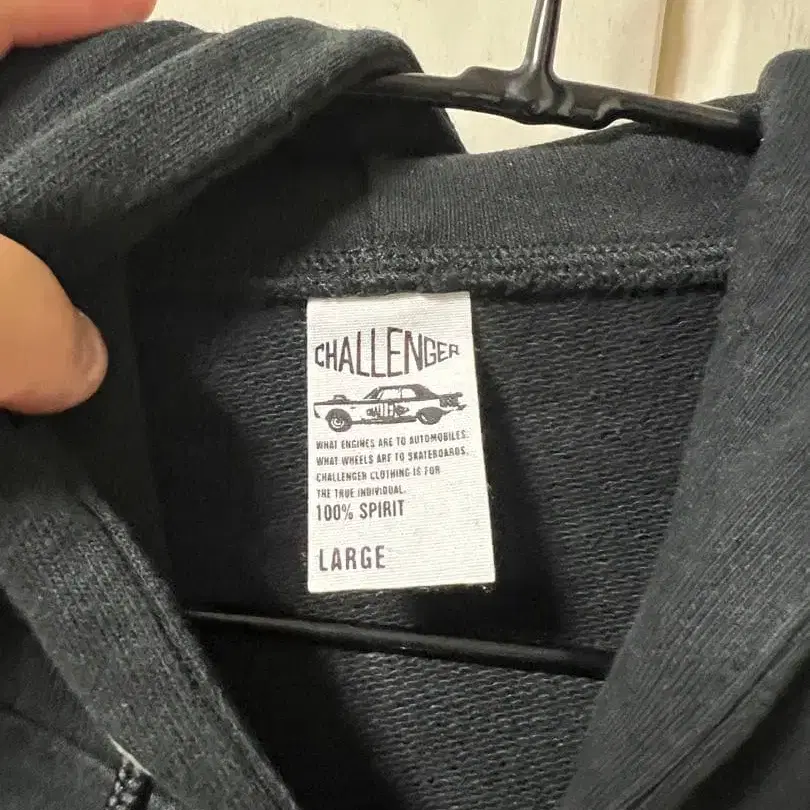 CHALLENGER
CHALLENGER
WHAT ENGINES ARE TO AUTOMOBILES.
WHAT WHEELS ARE TO SKATEBOARDS.
CHALLENGER CLOTHING IS FOR
THE TRUE INDIVIDUAL.
100% SPIRIT
LARGE